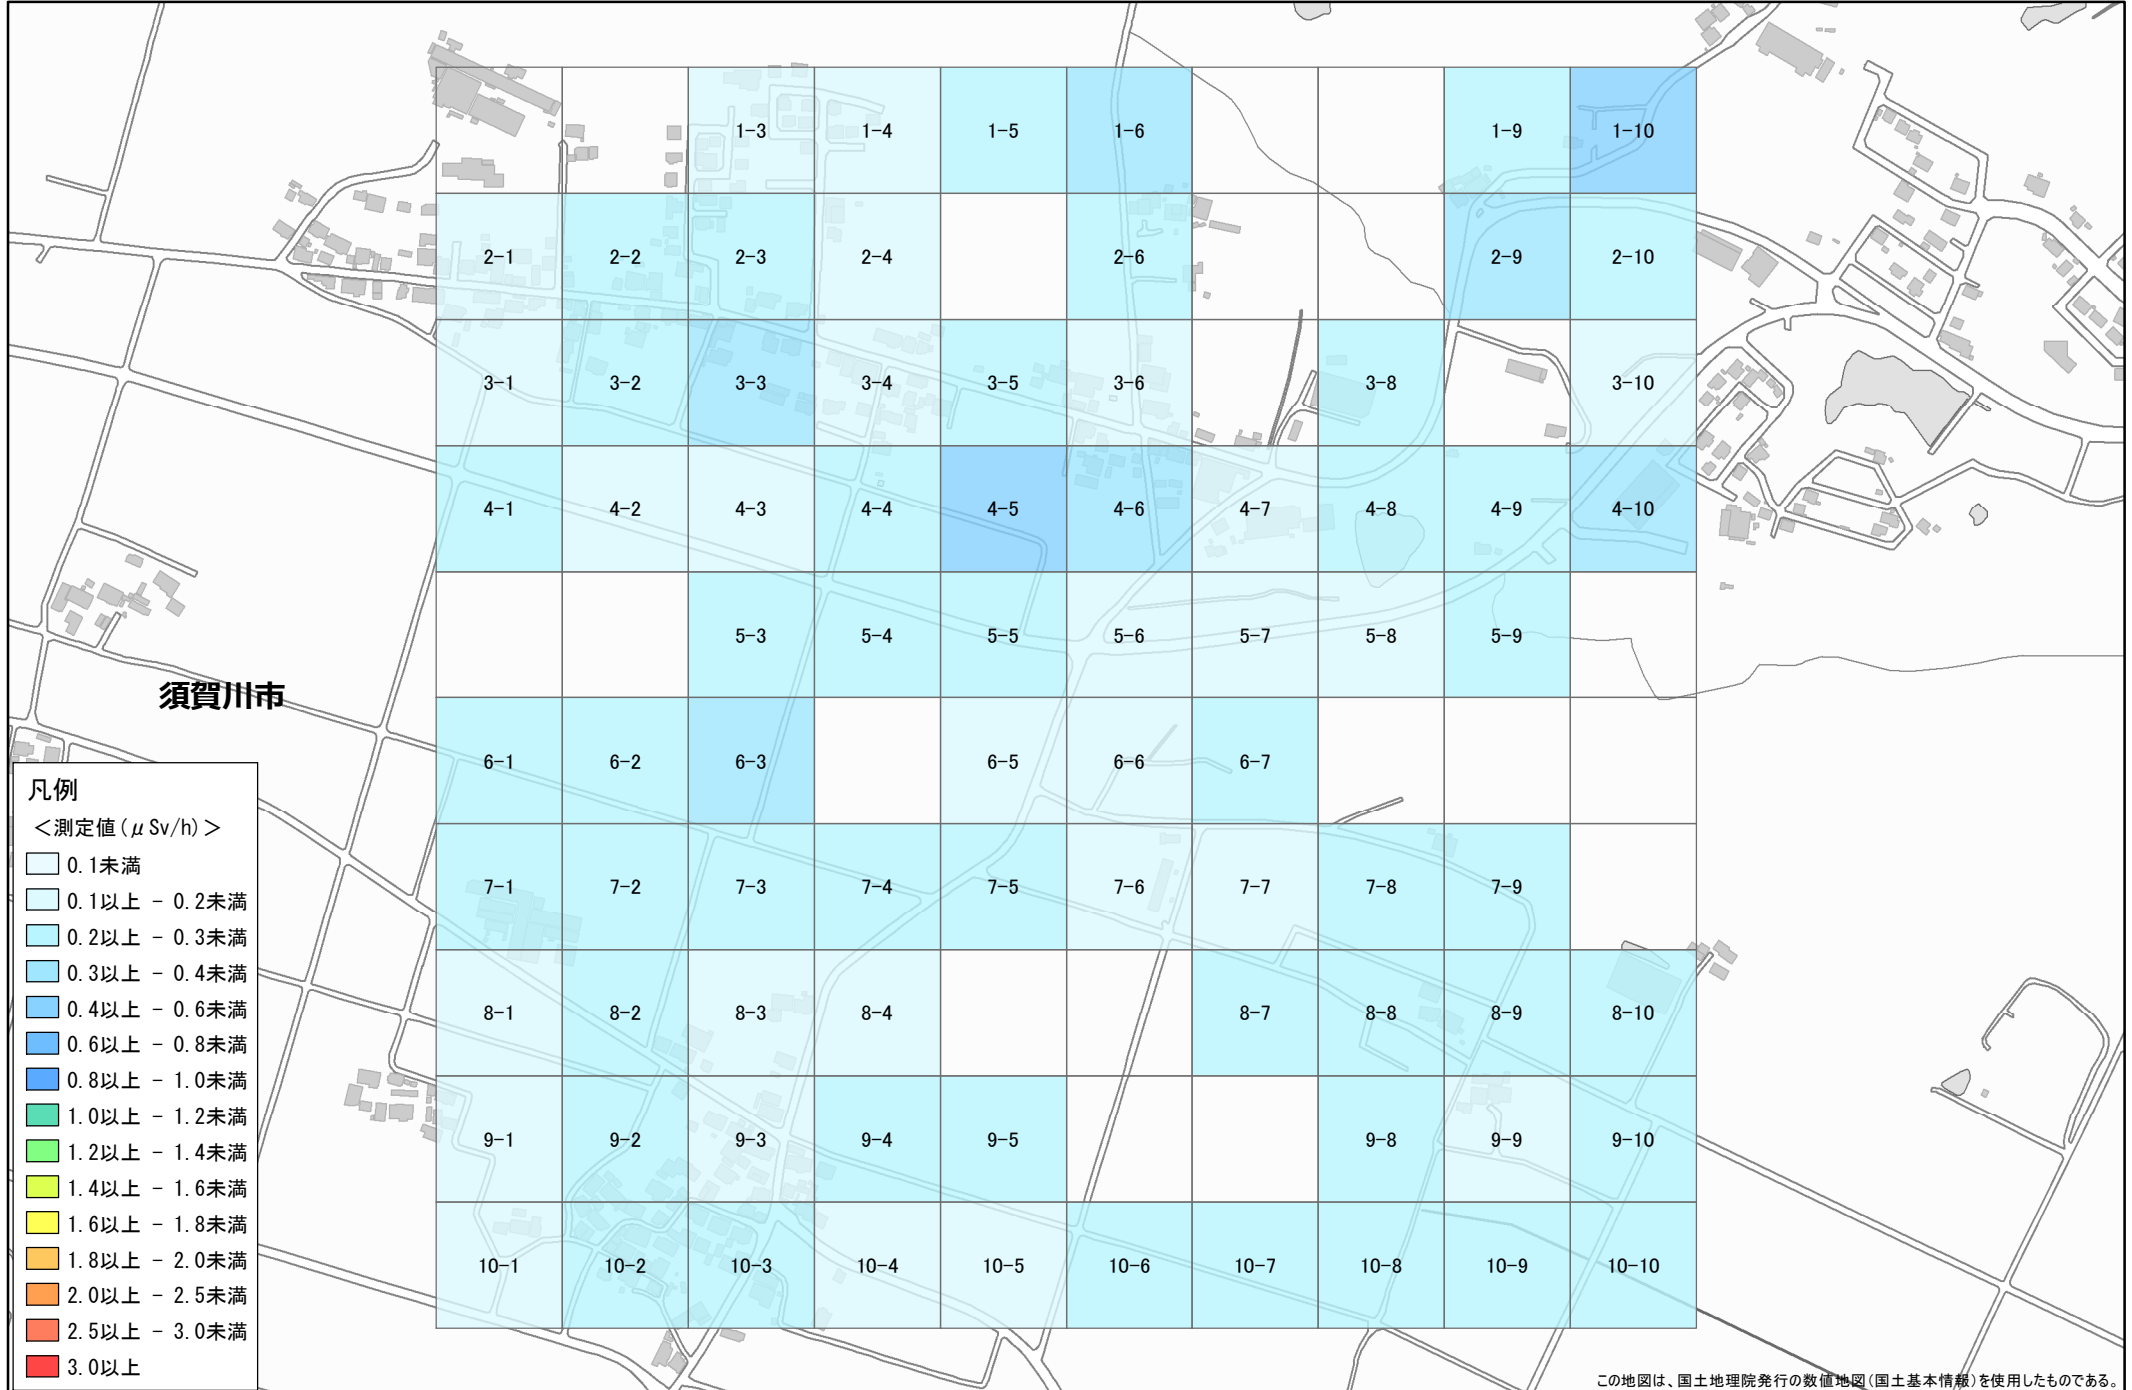 1-3 1-4 1-5 1-6 1-9 1-10
2-1 2-2 2-3 2-4 2-6 2-9 2-10
3-1 3-2 3-3 3-4 3-5 3-6 3-8 3-10
4-1 4-2 4-3 4-4 4-5 4-6 4-7 4-8 4-9 4-10
5-3 5-4 5-5 5-6 5-7 5-8 5-9
須賀川市
6-1 6-2 6-3 6-5 6-6 6-7
7-1 7-2 7-3 7-4 7-5 7-6 7-7 7-8 7-9
8-1 8-2 8-3 8-4 8-7 8-8 8-9 8-10
9-1 9-2 9-3 9-4 9-5 9-8 9-9 9-10
10-1 10-2 10-3 10-4 10-5 10-6 10-7 10-8 10-9 10-10
凡例
＜測定値(μSv/h)＞
0.1未満
0.1以上 - 0.2未満
0.2以上 - 0.3未満
0.3以上 - 0.4未満
0.4以上 - 0.6未満
0.6以上 - 0.8未満
0.8以上 - 1.0未満
1.0以上 - 1.2未満
1.2以上 - 1.4未満
1.4以上 - 1.6未満
1.6以上 - 1.8未満
1.8以上 - 2.0未満
2.0以上 - 2.5未満
2.5以上 - 3.0未満
3.0以上
この地図は、国土地理院発行の数値地図(国土基本情報)を使用したものである。